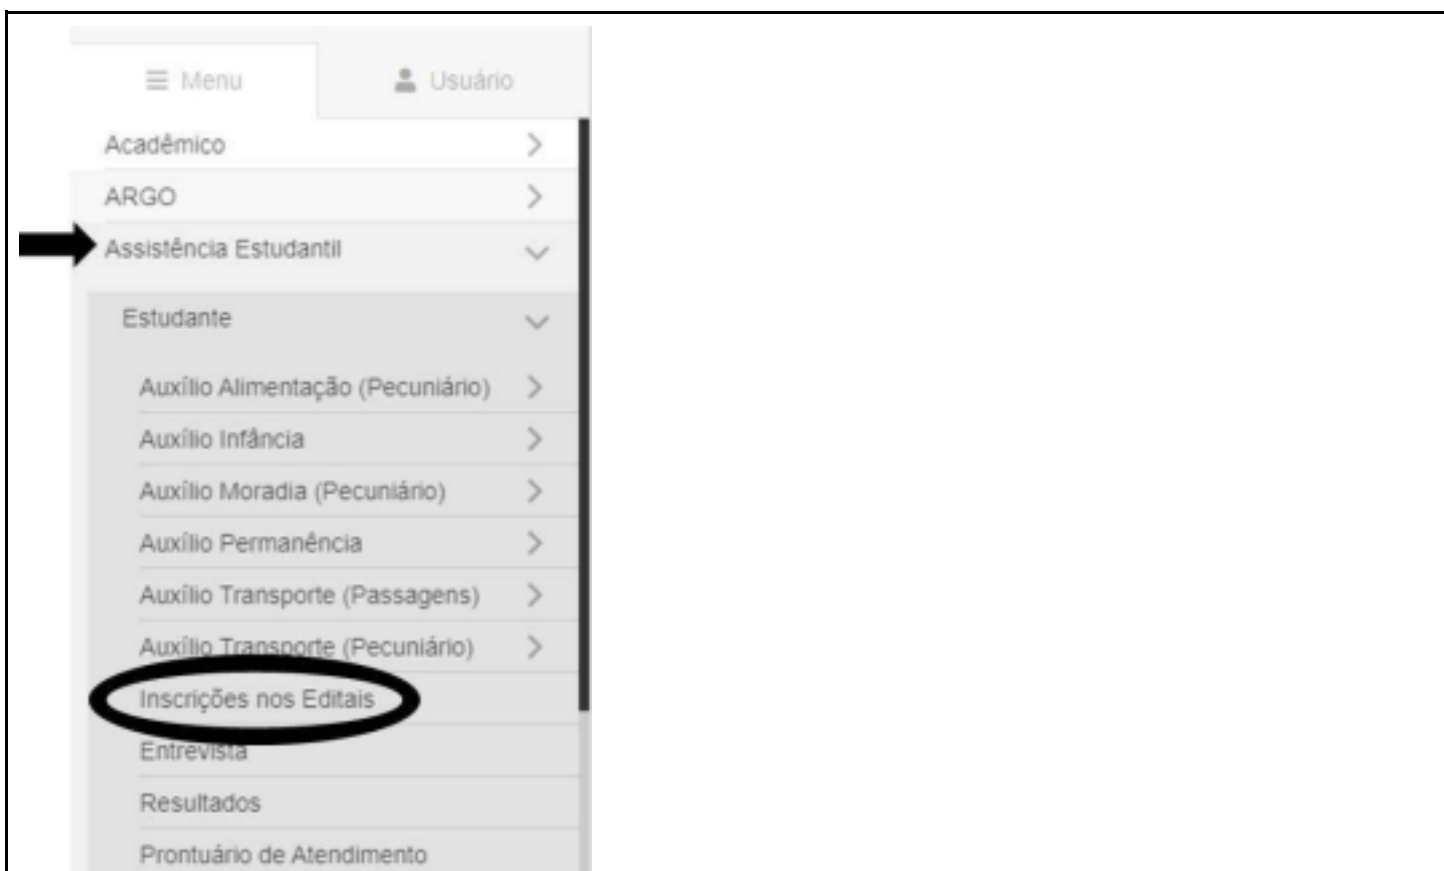 Menu
Usuário
Acadêmico
ARGO
Assistência Estudantil
Estudante
Auxílio Alimentação (Pecuniário)
Auxílio Infância
Auxílio Moradia (Pecuniário)
Auxílio Permanência
Auxílio Transporte (Passagens)
Auxílio Transporte (Pecuniário)
Inscrições nos Editais
Entrevista
Resultados
Prontuário de Atendimento